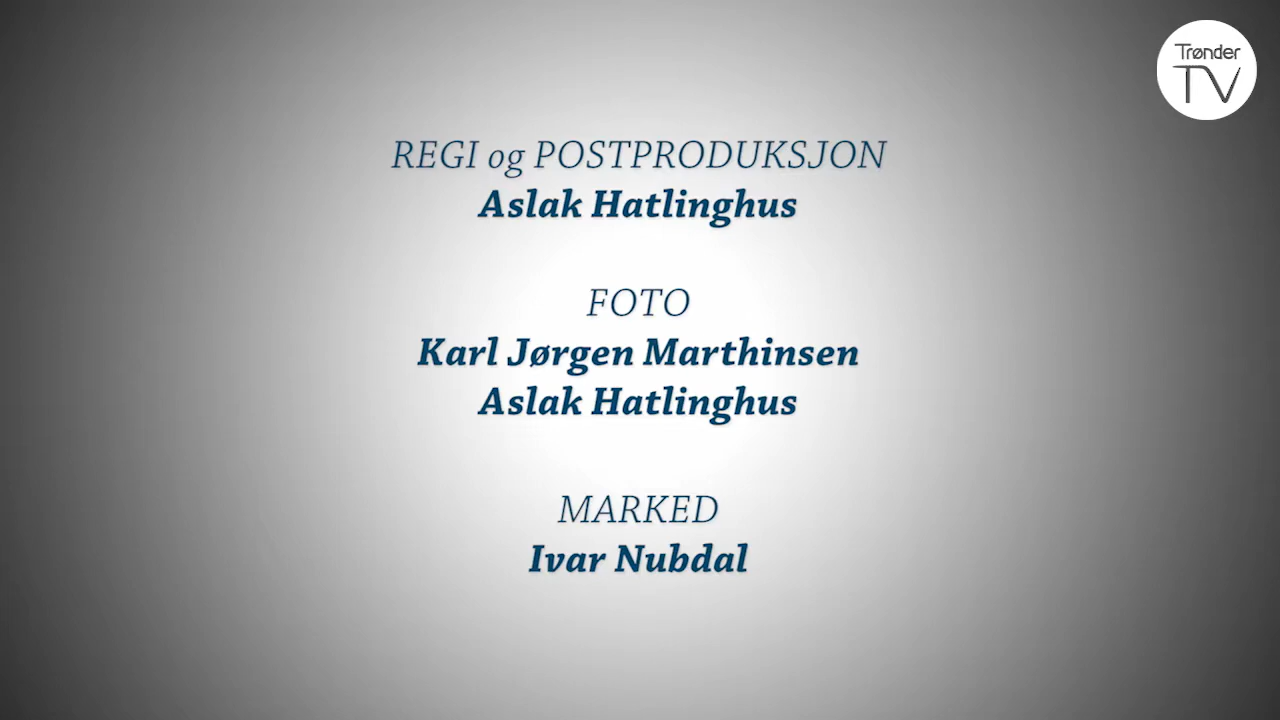 Trønder
TV
REGI og POSTPRODUKSJON
Aslak Hatlinghus
FOTO
Karl Jørgen Marthinsen
Aslak Hatlinghus
MARKED
Ivar Nubdal